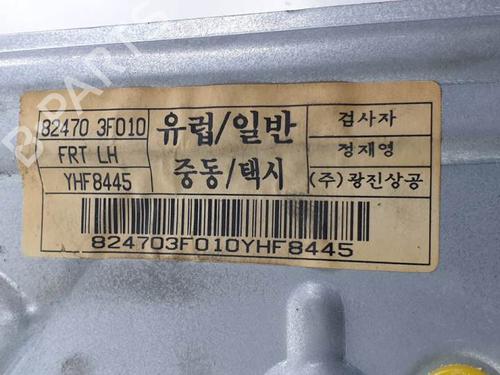 B-PARTS
82470 3F010 유럽/일반 검사자
FRT LH 중동/택시 정재영
YHF8445 (주)광진상공
824703F010YHF8445